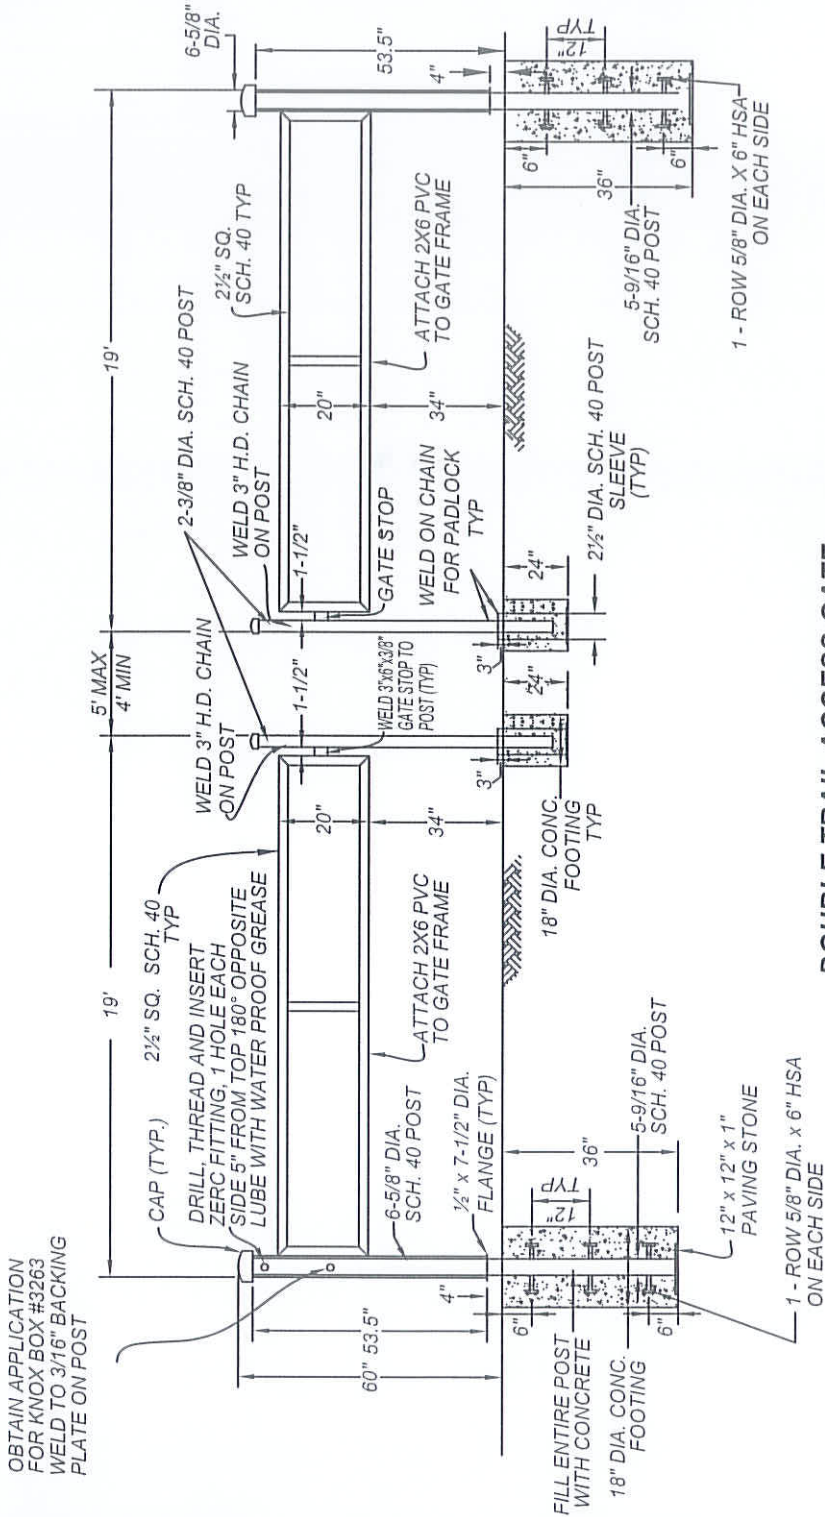 OBTAIN APPLICATION
FOR KNOX BOX #3263
WELD TO 3/16" BACKING
PLATE ON POST
19'
5' MAX
4' MIN
19'
6-5/8"
DIA.
CAP (TYP.)
2½" SQ. SCH. 40
TYP
DRILL, THREAD AND INSERT
ZERC FITTING, 1 HOLE EACH
SIDE 5" FROM TOP 180° OPPOSITE
LUBE WITH WATER PROOF GREASE
WELD 3" H.D. CHAIN
ON POST
2-3/8" DIA. SCH. 40 POST
WELD 3" H.D. CHAIN
ON POST
2½" SQ.
SCH. 40 TYP
60"
53.5"
20"
1-1/2"
1-1/2"
20"
53.5"
WELD 3"x6"x3/8"
GATE STOP TO
POST (TYP)
GATE STOP
6-5/8" DIA.
SCH. 40 POST
ATTACH 2X6 PVC
TO GATE FRAME
34"
WELD ON CHAIN
FOR PADLOCK
TYP
34"
ATTACH 2X6 PVC
TO GATE FRAME
½" x 7-1/2" DIA.
FLANGE (TYP)
4"
4"
3"
24"
3"
24"
6"
12"
TYP
36"
6"
6"
12"
TYP
36"
6"
FILL ENTIRE POST
WITH CONCRETE
18" DIA. CONC.
FOOTING
5-9/16" DIA.
SCH. 40 POST
18" DIA. CONC.
FOOTING
TYP
2½" DIA. SCH. 40 POST
SLEEVE
(TYP)
5-9/16" DIA.
SCH. 40 POST
12" x 12" x 1"
PAVING STONE
1 - ROW 5/8" DIA. x 6" HSA
ON EACH SIDE
1 - ROW 5/8" DIA. X 6" HSA
ON EACH SIDE
DOUBLE TRAIL ACCESS GATE